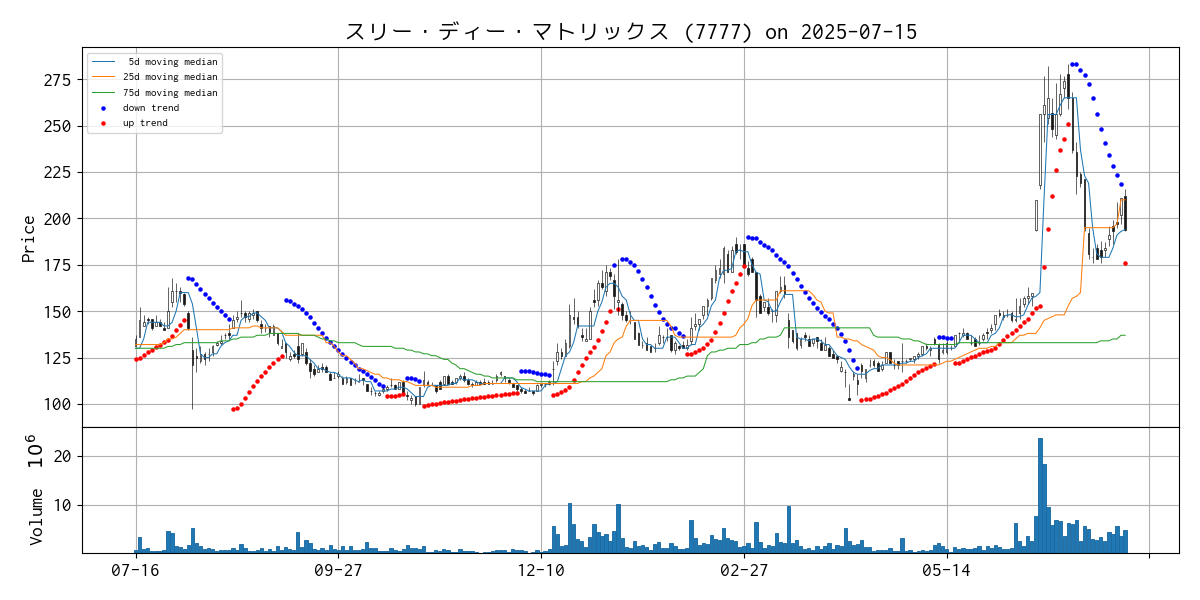 スリー・ディー・マトリックス (7777) on 2025-07-15
5d moving median
25d moving median
75d moving median
down trend
up trend
Price
275
250
225
200
175
150
125
100
Volume 10^6
20
10
07-16 09-27 12-10 02-27 05-14